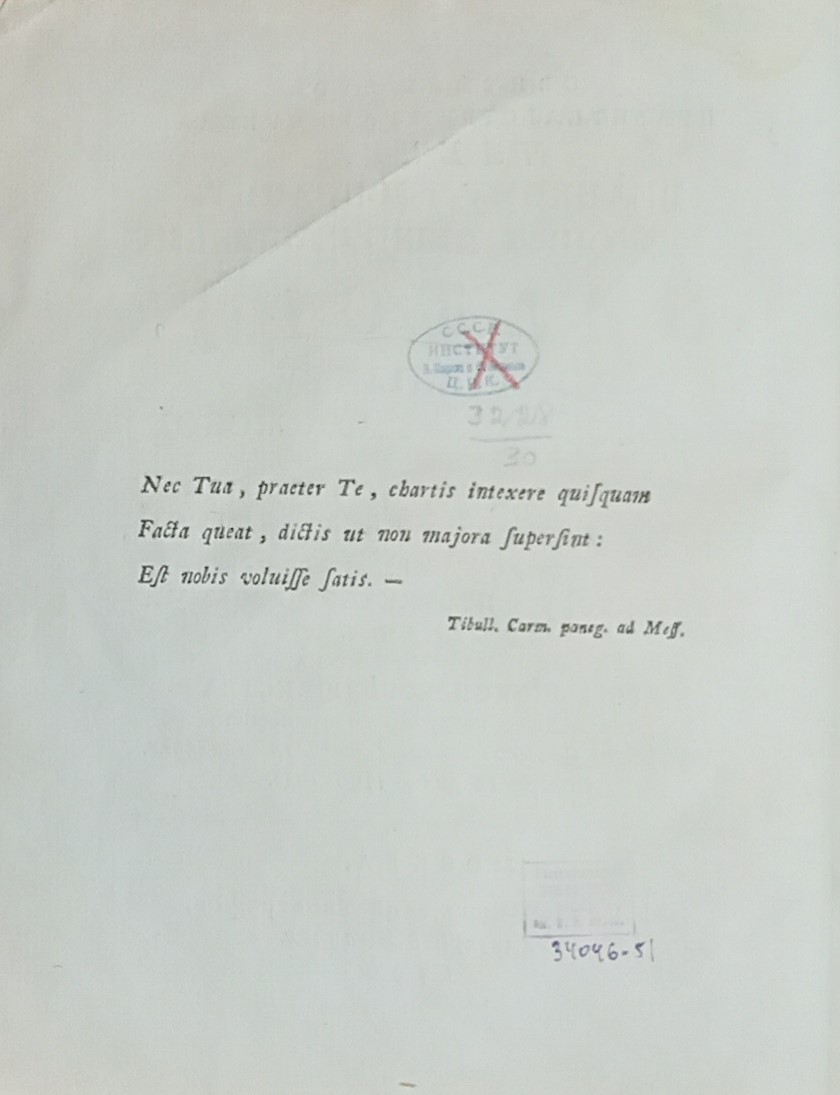 СССР
ИНСТИТУТ
Ц.И.К.
30
Nec Tua, praeter Te, chartis intexere quiſquam
Facta queat, dictis ut non majora ſuperſint:
Eſt nobis voluiſſe ſatis. —
Tibull. Carm. paneg. ad Meſſ.
34046-51